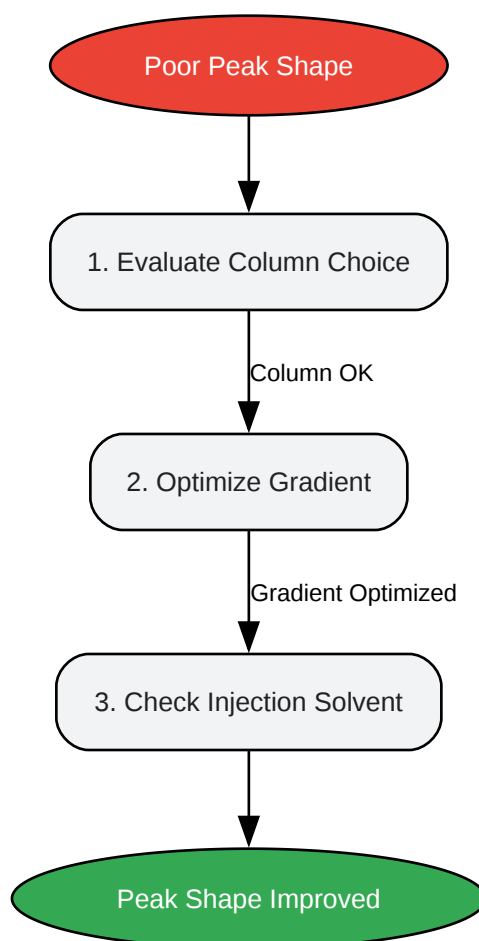 Poor Peak Shape
1. Evaluate Column Choice
Column OK
2. Optimize Gradient
Gradient Optimized
3. Check Injection Solvent
Peak Shape Improved